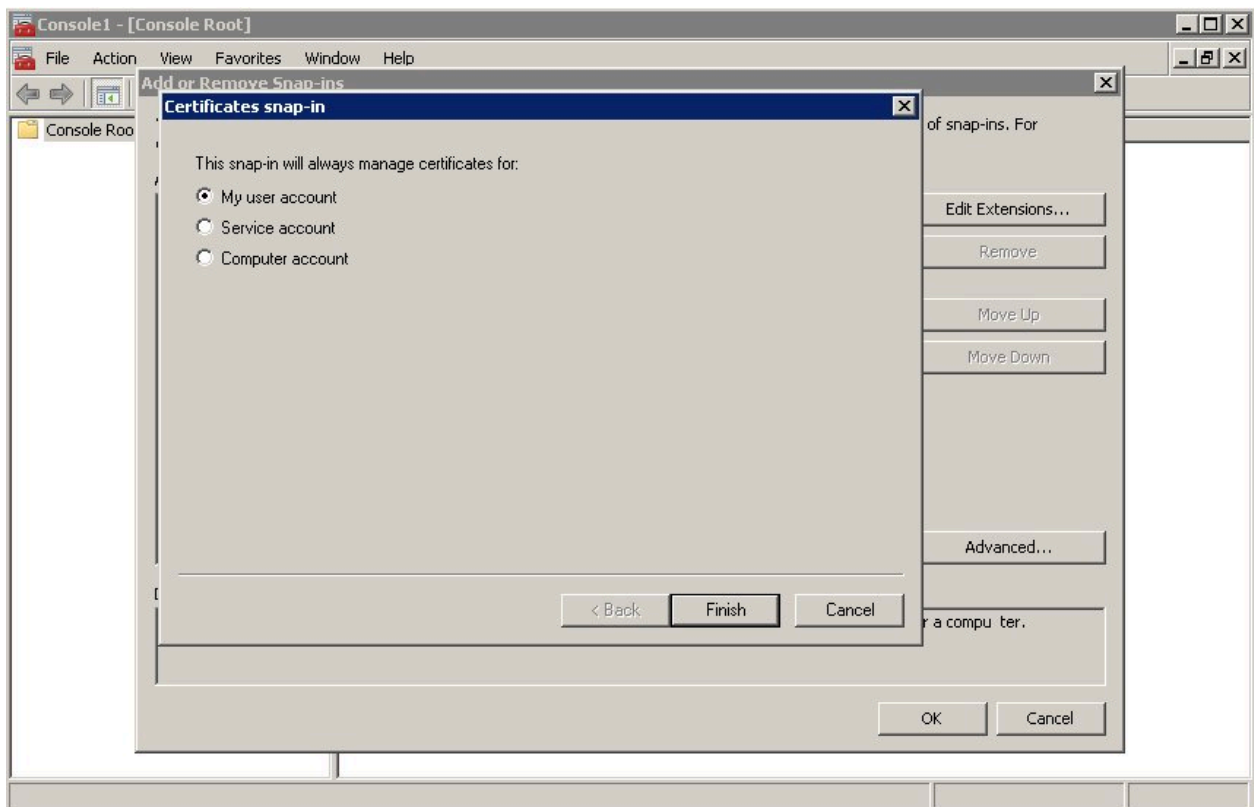 Console1 - [Console Root]
File Action View Favorites Window Help
Add or Remove Snap-ins
Certificates snap-in
Console Roo
of snap-ins. For
This snap-in will always manage certificates for:
My user account
Service account
Computer account
Edit Extensions...
Remove
Move Up
Move Down
Advanced...
< Back Finish Cancel
r a compu ter.
OK Cancel